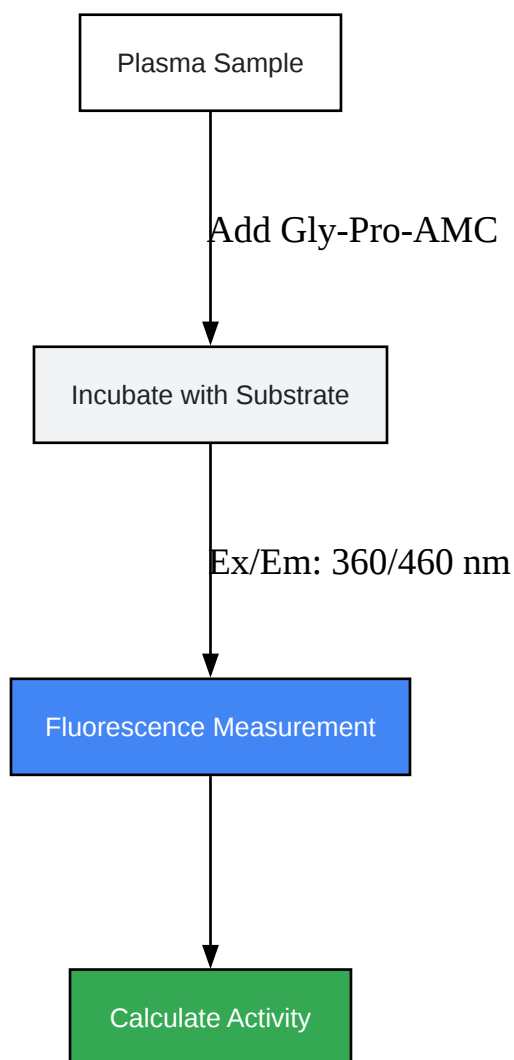 Plasma Sample
Add Gly-Pro-AMC
Incubate with Substrate
Ex/Em: 360/460 nm
Fluorescence Measurement
Calculate Activity